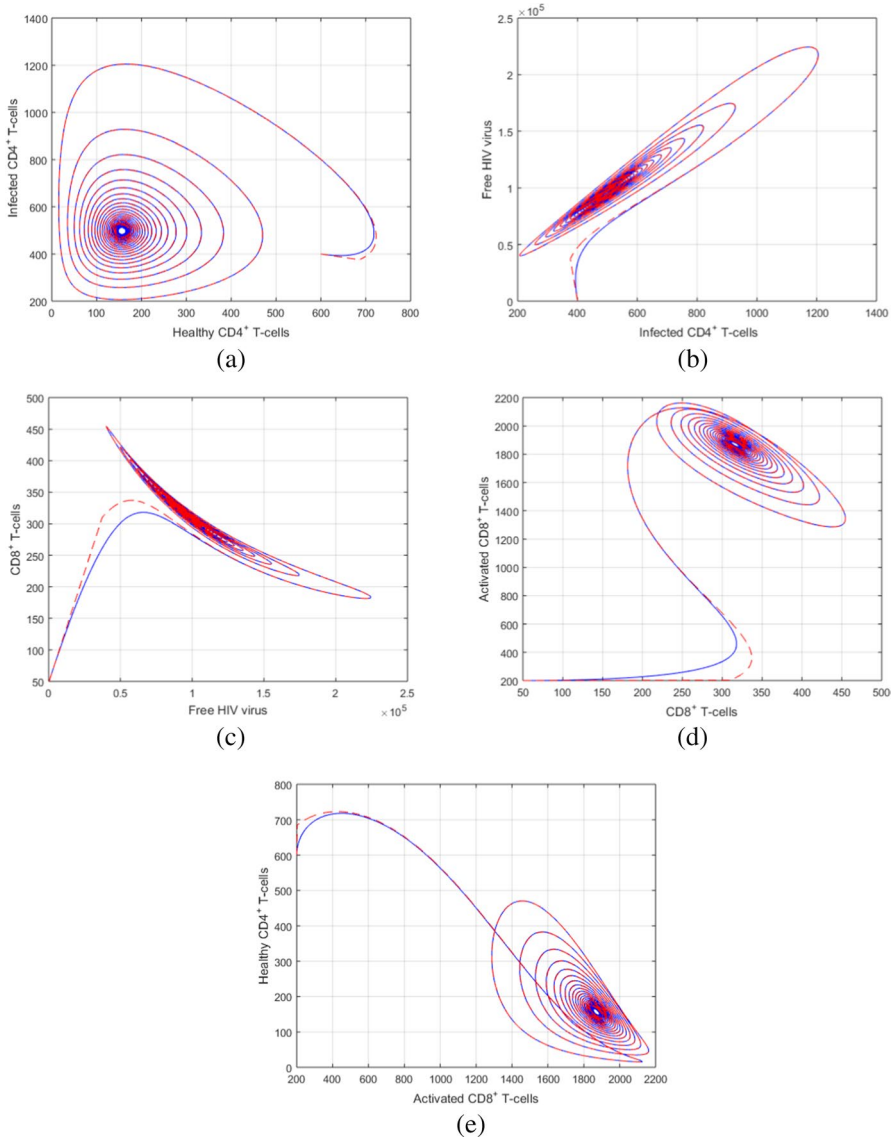 1400
1200
1000
800
600
400
200
0 100 200 300 400 500 600 700 800
Infected CD4+ T-cells
Healthy CD4+ T-cells
(a)
× 10^5
2.5
2
1.5
1
0.5
0
200 400 600 800 1000 1200 1400
Free HIV virus
Infected CD4+ T-cells
(b)
500
450
400
350
300
250
200
150
100
50
0 0.5 1 1.5 2 2.5
× 10^5
CD8+ T-cells
Free HIV virus
(c)
2200
2000
1800
1600
1400
1200
1000
800
600
400
200
50 100 150 200 250 300 350 400 450 500
Activated CD8+ T-cells
CD8+ T-cells
(d)
800
700
600
500
400
300
200
100
0
200 400 600 800 1000 1200 1400 1600 1800 2000 2200
Healthy CD4+ T-cells
Activated CD8+ T-cells
(e)